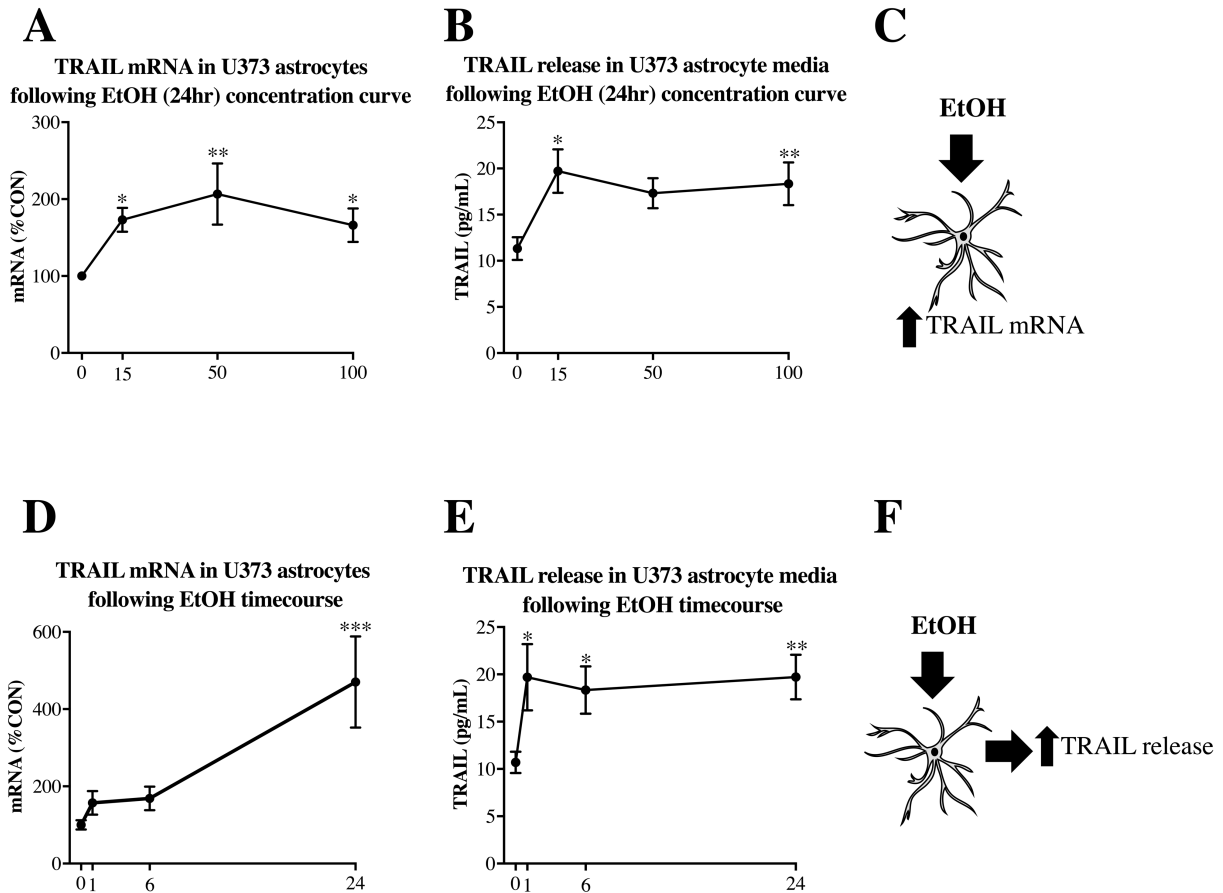 A
TRAIL mRNA in U373 astrocytes
following EtOH (24hr) concentration curve
mRNA (%CON)
300
200
100
0
*
**
*
0 15 50 100
B
TRAIL release in U373 astrocyte media
following EtOH (24hr) concentration curve
TRAIL (pg/mL)
25
20
15
10
5
0
*
**
0 15 50 100
C
EtOH
TRAIL mRNA
D
TRAIL mRNA in U373 astrocytes
following EtOH timecourse
mRNA (%CON)
600
400
200
0
***
0 1 6 24
E
TRAIL release in U373 astrocyte media
following EtOH timecourse
TRAIL (pg/mL)
25
20
15
10
5
0
*
*
**
0 1 6 24
F
EtOH
TRAIL release